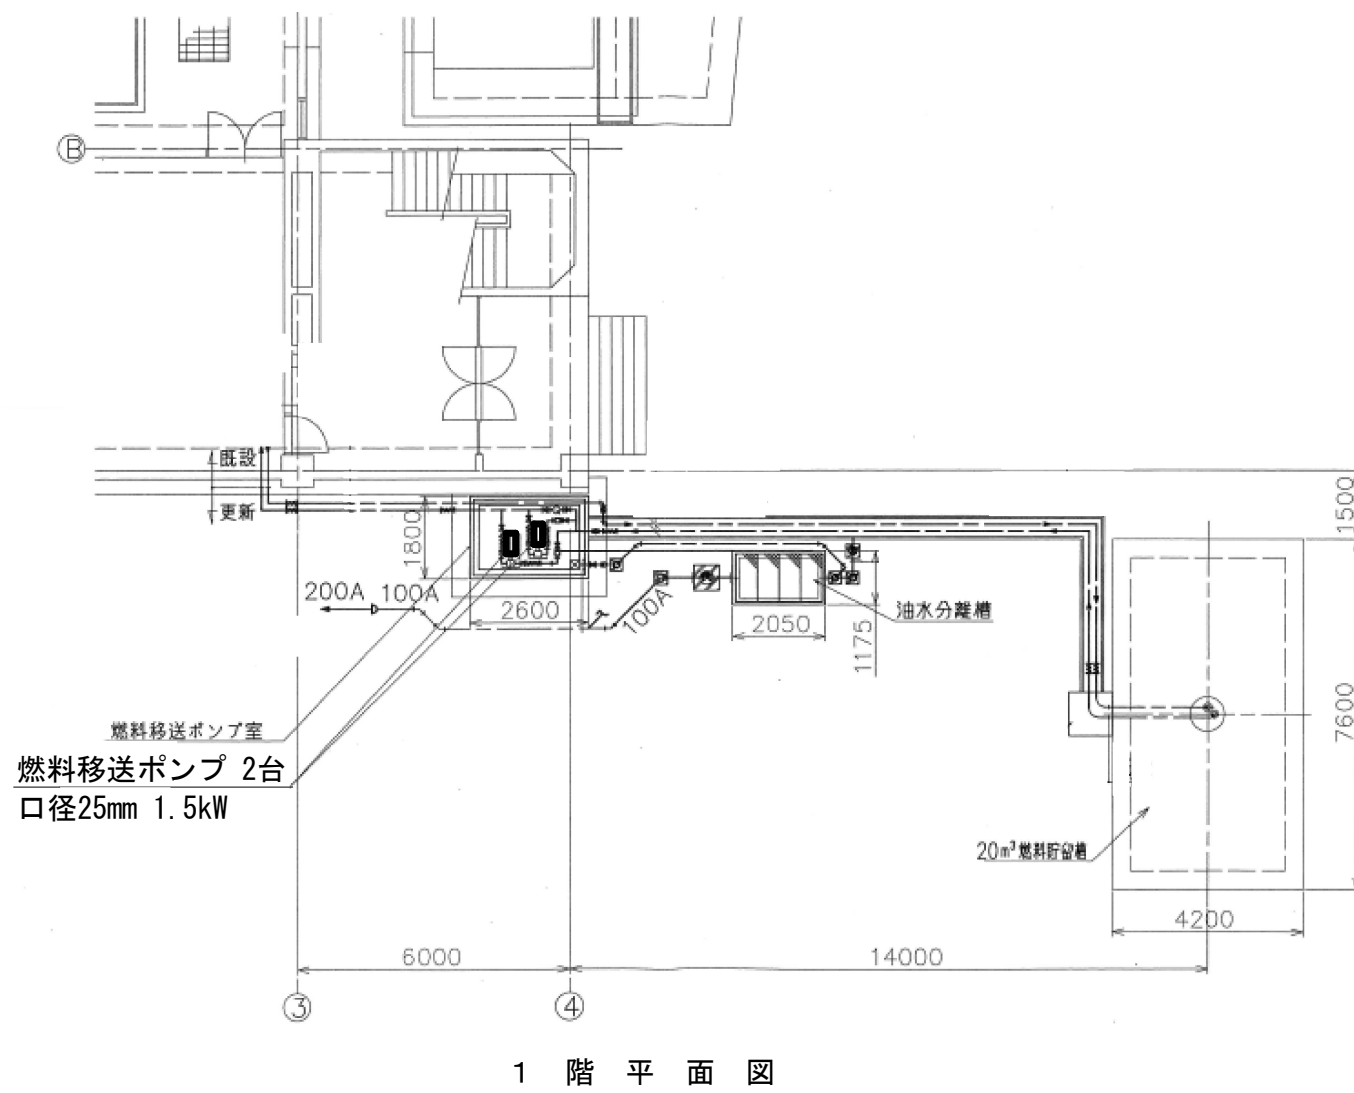 B
既設
更新
1500
1800
200A
100A
2600
100A
2050
1175
油水分離槽
7600
燃料移送ポンプ室
燃料移送ポンプ 2台
口径25mm 1.5kW
20m³燃料貯留槽
4200
6000
14000
3
4
1 階 平 面 図